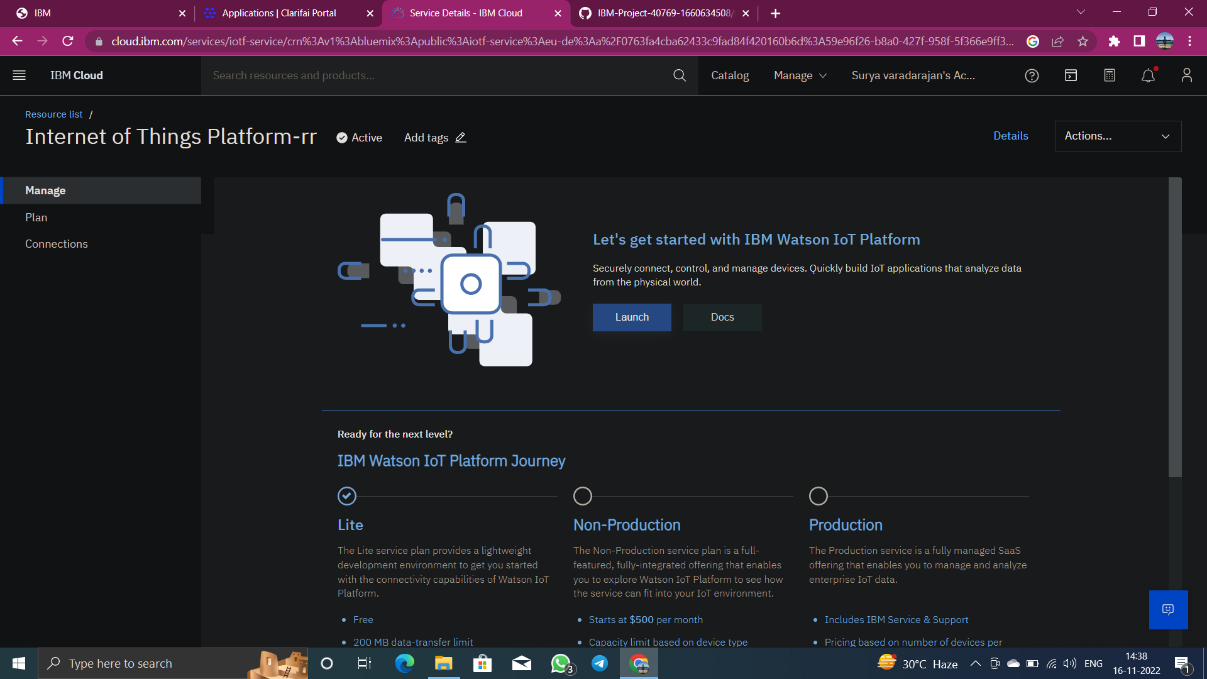 IBM
Applications | Clarifai Portal
Service Details - IBM Cloud
IBM-Project-40769-1660634508/
cloud.ibm.com/services/iotf-service/crn%3Av1%3Abluemix%3Apublic%3Aiotf-service%3Aeu-de%3Aa%2F0763fa4cba62433c9fad84f420160b6d%3A59e96f26-b8a0-427f-958f-5f366e9ff3...
IBM Cloud
Search resources and products...
Catalog
Manage
Surya varadarajan's Ac...
Resource list /
Internet of Things Platform-rr
Active
Add tags
Details
Actions...
Manage
Plan
Connections
Let's get started with IBM Watson IoT Platform
Securely connect, control, and manage devices. Quickly build IoT applications that analyze data
from the physical world.
Launch
Docs
Ready for the next level?
IBM Watson IoT Platform Journey
Lite
The Lite service plan provides a lightweight
development environment to get you started
with the connectivity capabilities of Watson IoT
Platform.
• Free
• 200 MB data-transfer limit
Non-Production
The Non-Production service plan is a full-
featured, fully-integrated offering that enables
you to explore Watson IoT Platform to see how
the service can fit into your IoT environment.
• Starts at $500 per month
• Capacity limit based on device type
Production
The Production service is a fully managed SaaS
offering that enables you to manage and analyze
enterprise IoT data.
• Includes IBM Service & Support
• Pricing based on number of devices per
Type here to search
3
30°C Haze
ENG
14:38
16-11-2022
1